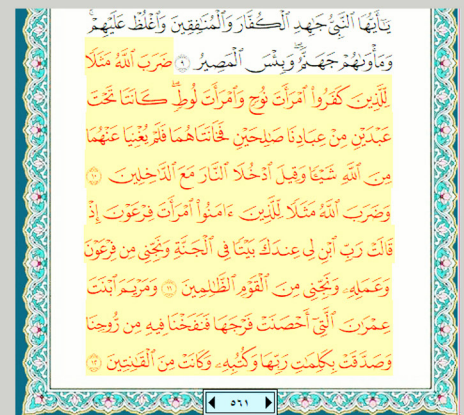 يَـٰٓأَيُّهَا ٱلنَّبِيُّ جَـٰهِدِ ٱلْكُفَّارَ وَٱلْمُنَـٰفِقِينَ وَٱغْلُظْ عَلَيْهِمْ ۚ
وَمَأْوَىٰهُمْ جَهَنَّمُ ۖ وَبِئْسَ ٱلْمَصِيرُ ٩ ضَرَبَ ٱللَّهُ مَثَلًا
لِّلَّذِينَ كَفَرُوا۟ ٱمْرَأَتَ نُوحٍ وَٱمْرَأَتَ لُوطٍ ۖ كَانَتَا تَحْتَ
عَبْدَيْنِ مِنْ عِبَادِنَا صَـٰلِحَيْنِ فَخَانَتَاهُمَا فَلَمْ يُغْنِيَا عَنْهُمَا
مِنَ ٱللَّهِ شَيْـًٔا وَقِيلَ ٱدْخُلَا ٱلنَّارَ مَعَ ٱلدَّٰخِلِينَ ١٠
وَضَرَبَ ٱللَّهُ مَثَلًا لِّلَّذِينَ ءَامَنُوا۟ ٱمْرَأَتَ فِرْعَوْنَ إِذْ
قَالَتْ رَبِّ ٱبْنِ لِى عِندَكَ بَيْتًا فِى ٱلْجَنَّةِ وَنَجِّنِى مِن فِرْعَوْنَ
وَعَمَلِهِۦ وَنَجِّنِى مِنَ ٱلْقَوْمِ ٱلظَّـٰلِمِينَ ١١ وَمَرْيَمَ ٱبْنَتَ
عِمْرَٰنَ ٱلَّتِىٓ أَحْصَنَتْ فَرْجَهَا فَنَفَخْنَا فِيهِ مِن رُّوحِنَا
وَصَدَّقَتْ بِكَلِمَـٰتِ رَبِّهَا وَكُتُبِهِۦ وَكَانَتْ مِنَ ٱلْقَـٰنِتِينَ ١٢
٥٦١